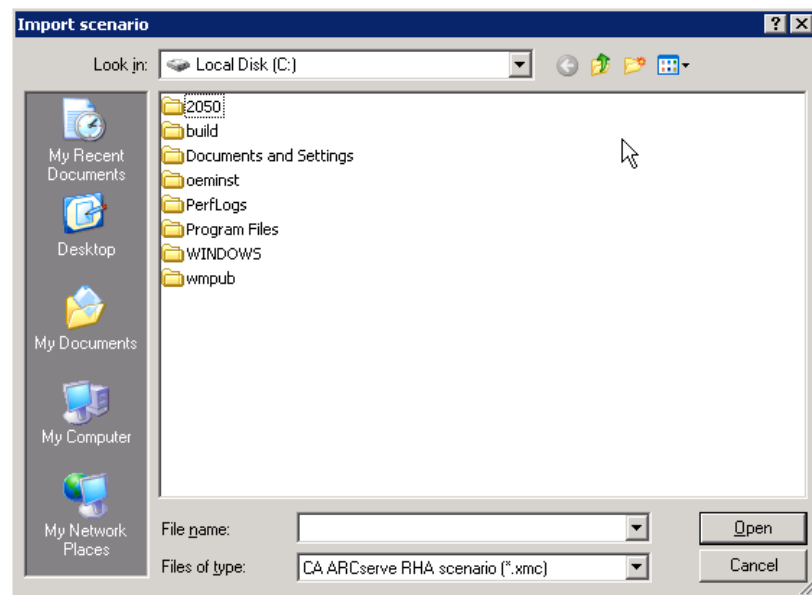 Import scenario
Look in:
Local Disk (C:)
My Recent
Documents
Desktop
My Documents
My Computer
My Network
Places
2050
build
Documents and Settings
oeminst
PerfLogs
Program Files
WINDOWS
wmpub
File name:
Open
Files of type:
CA ARCserve RHA scenario (*.xmc)
Cancel